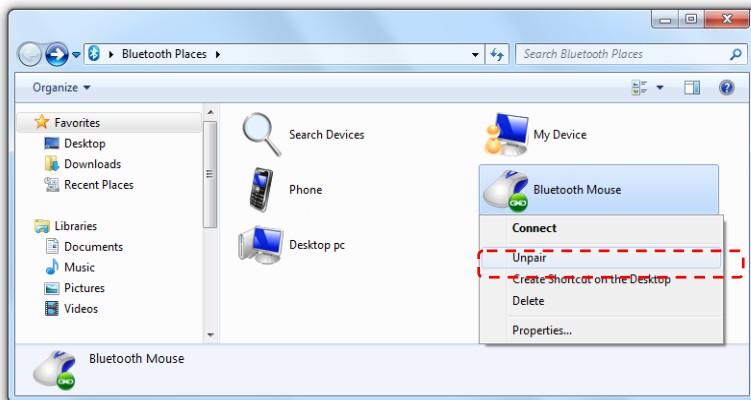 Bluetooth Places
Search Bluetooth Places
Organize
Favorites
Desktop
Downloads
Recent Places
Libraries
Documents
Music
Pictures
Videos
Search Devices
My Device
Phone
Bluetooth Mouse
Desktop pc
Connect
Unpair
Create Shortcut on the Desktop
Delete
Properties...
Bluetooth Mouse